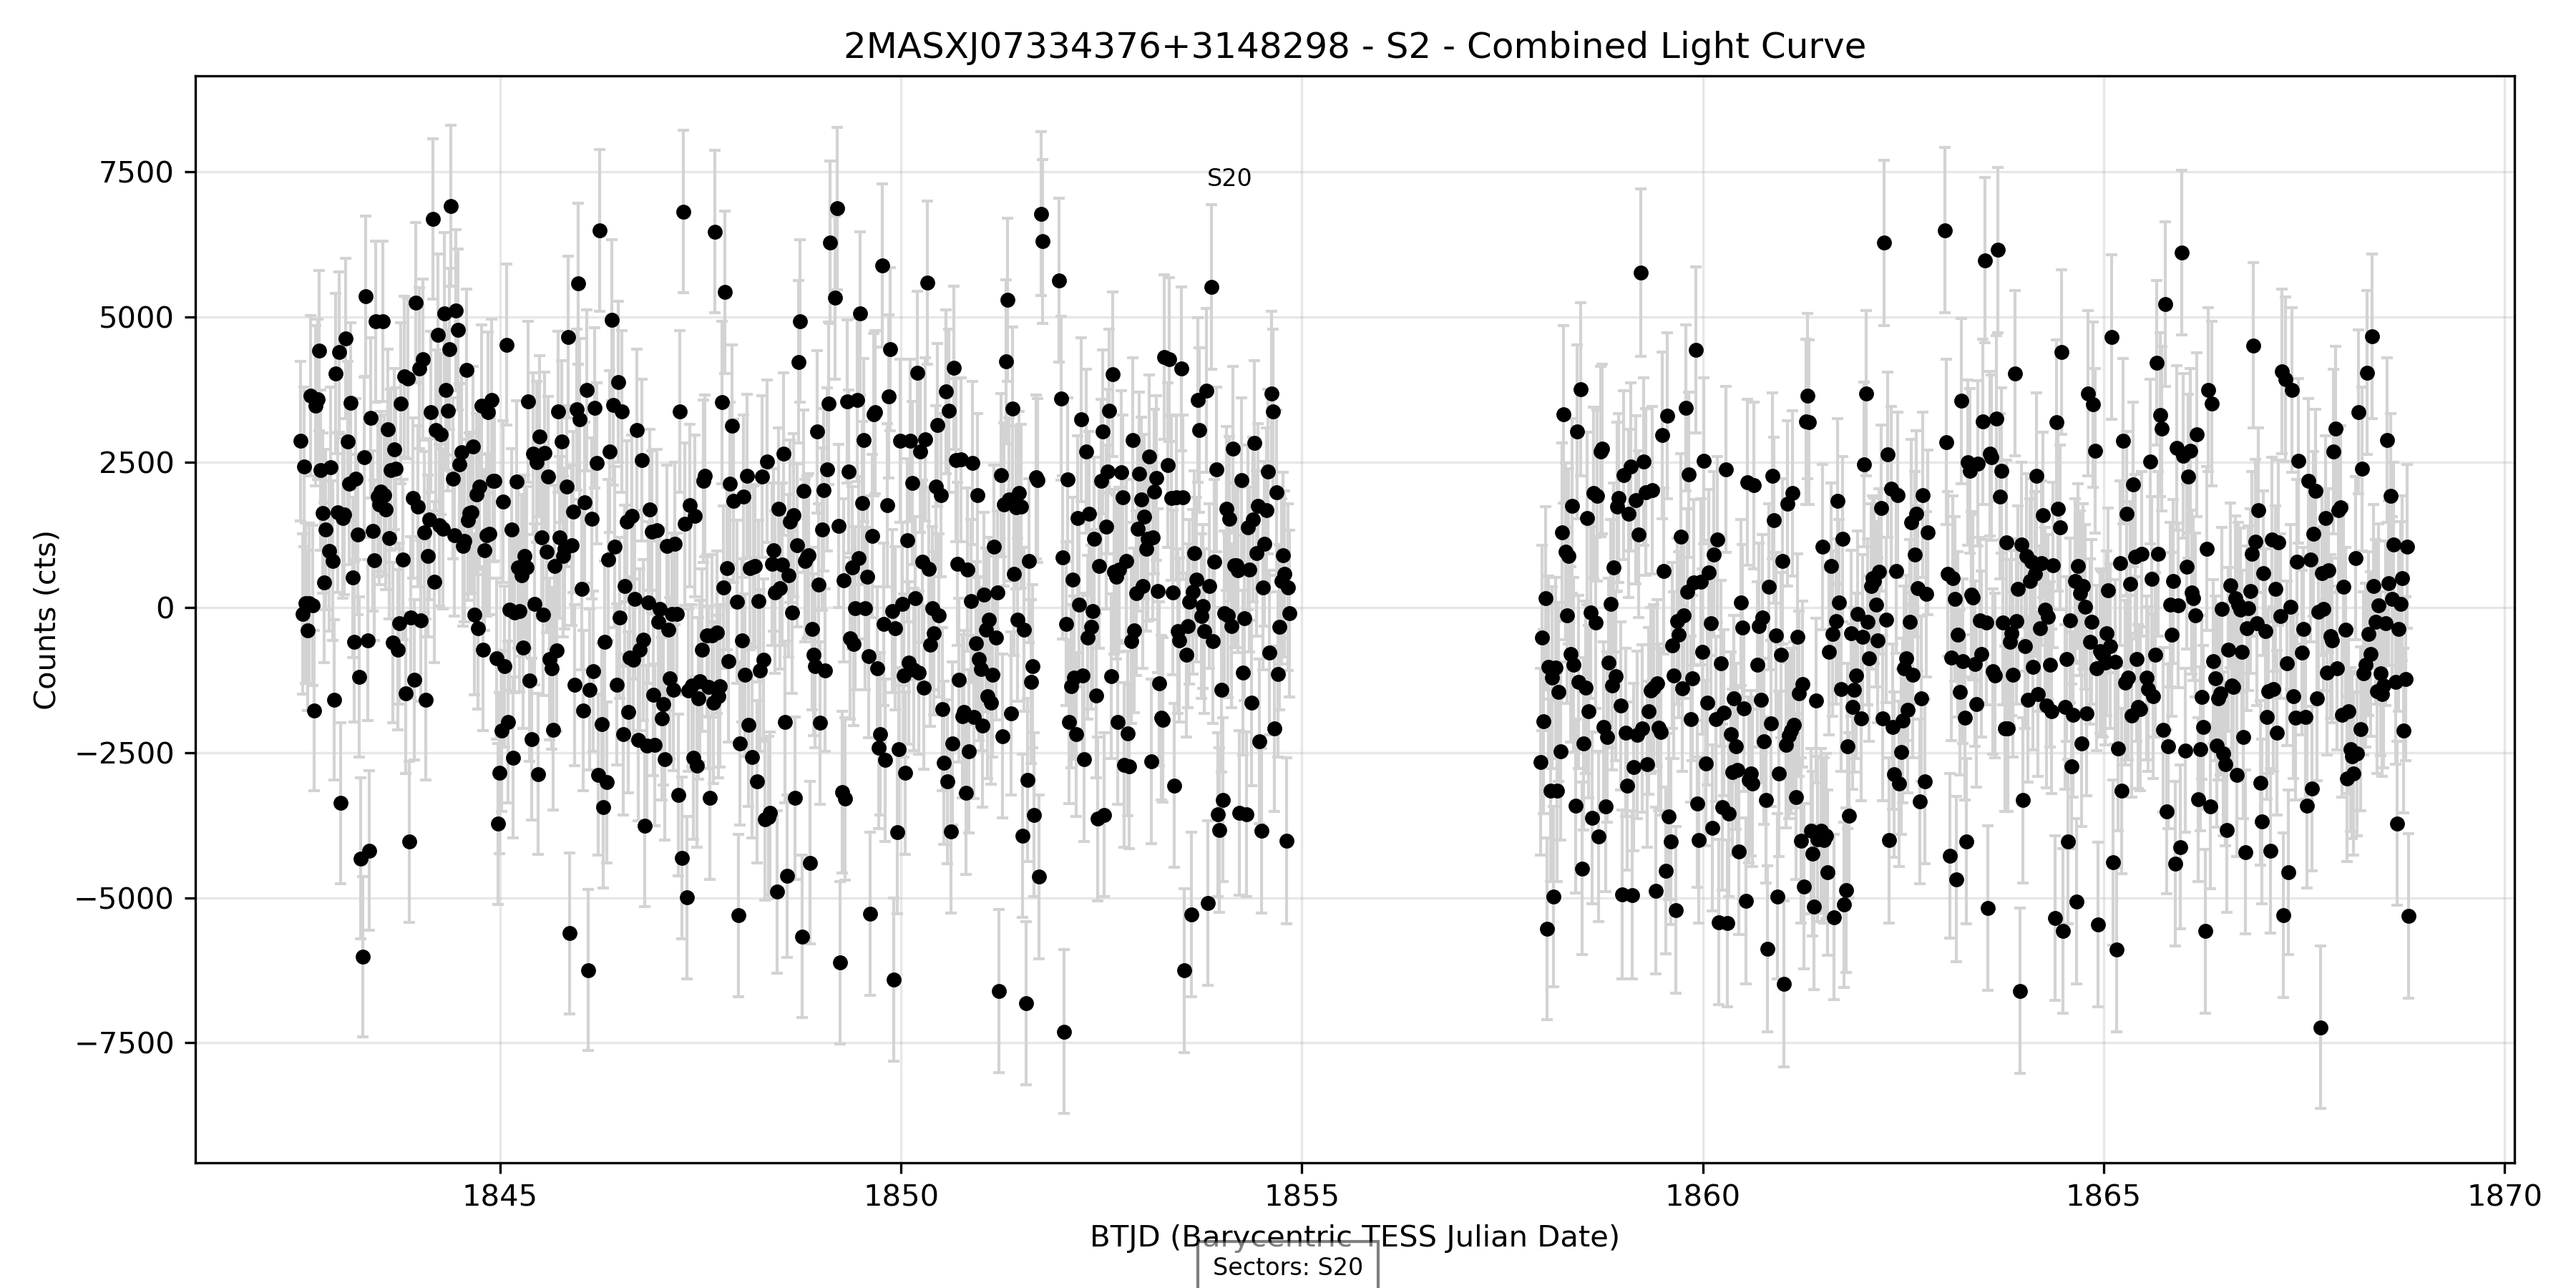 2MASXJ07334376+3148298 - S2 - Combined Light Curve
7500
5000
2500
0
−2500
−5000
−7500
Counts (cts)
S20
1845
1850
1855
1860
1865
1870
BTJD (Barycentric TESS Julian Date)
Sectors: S20